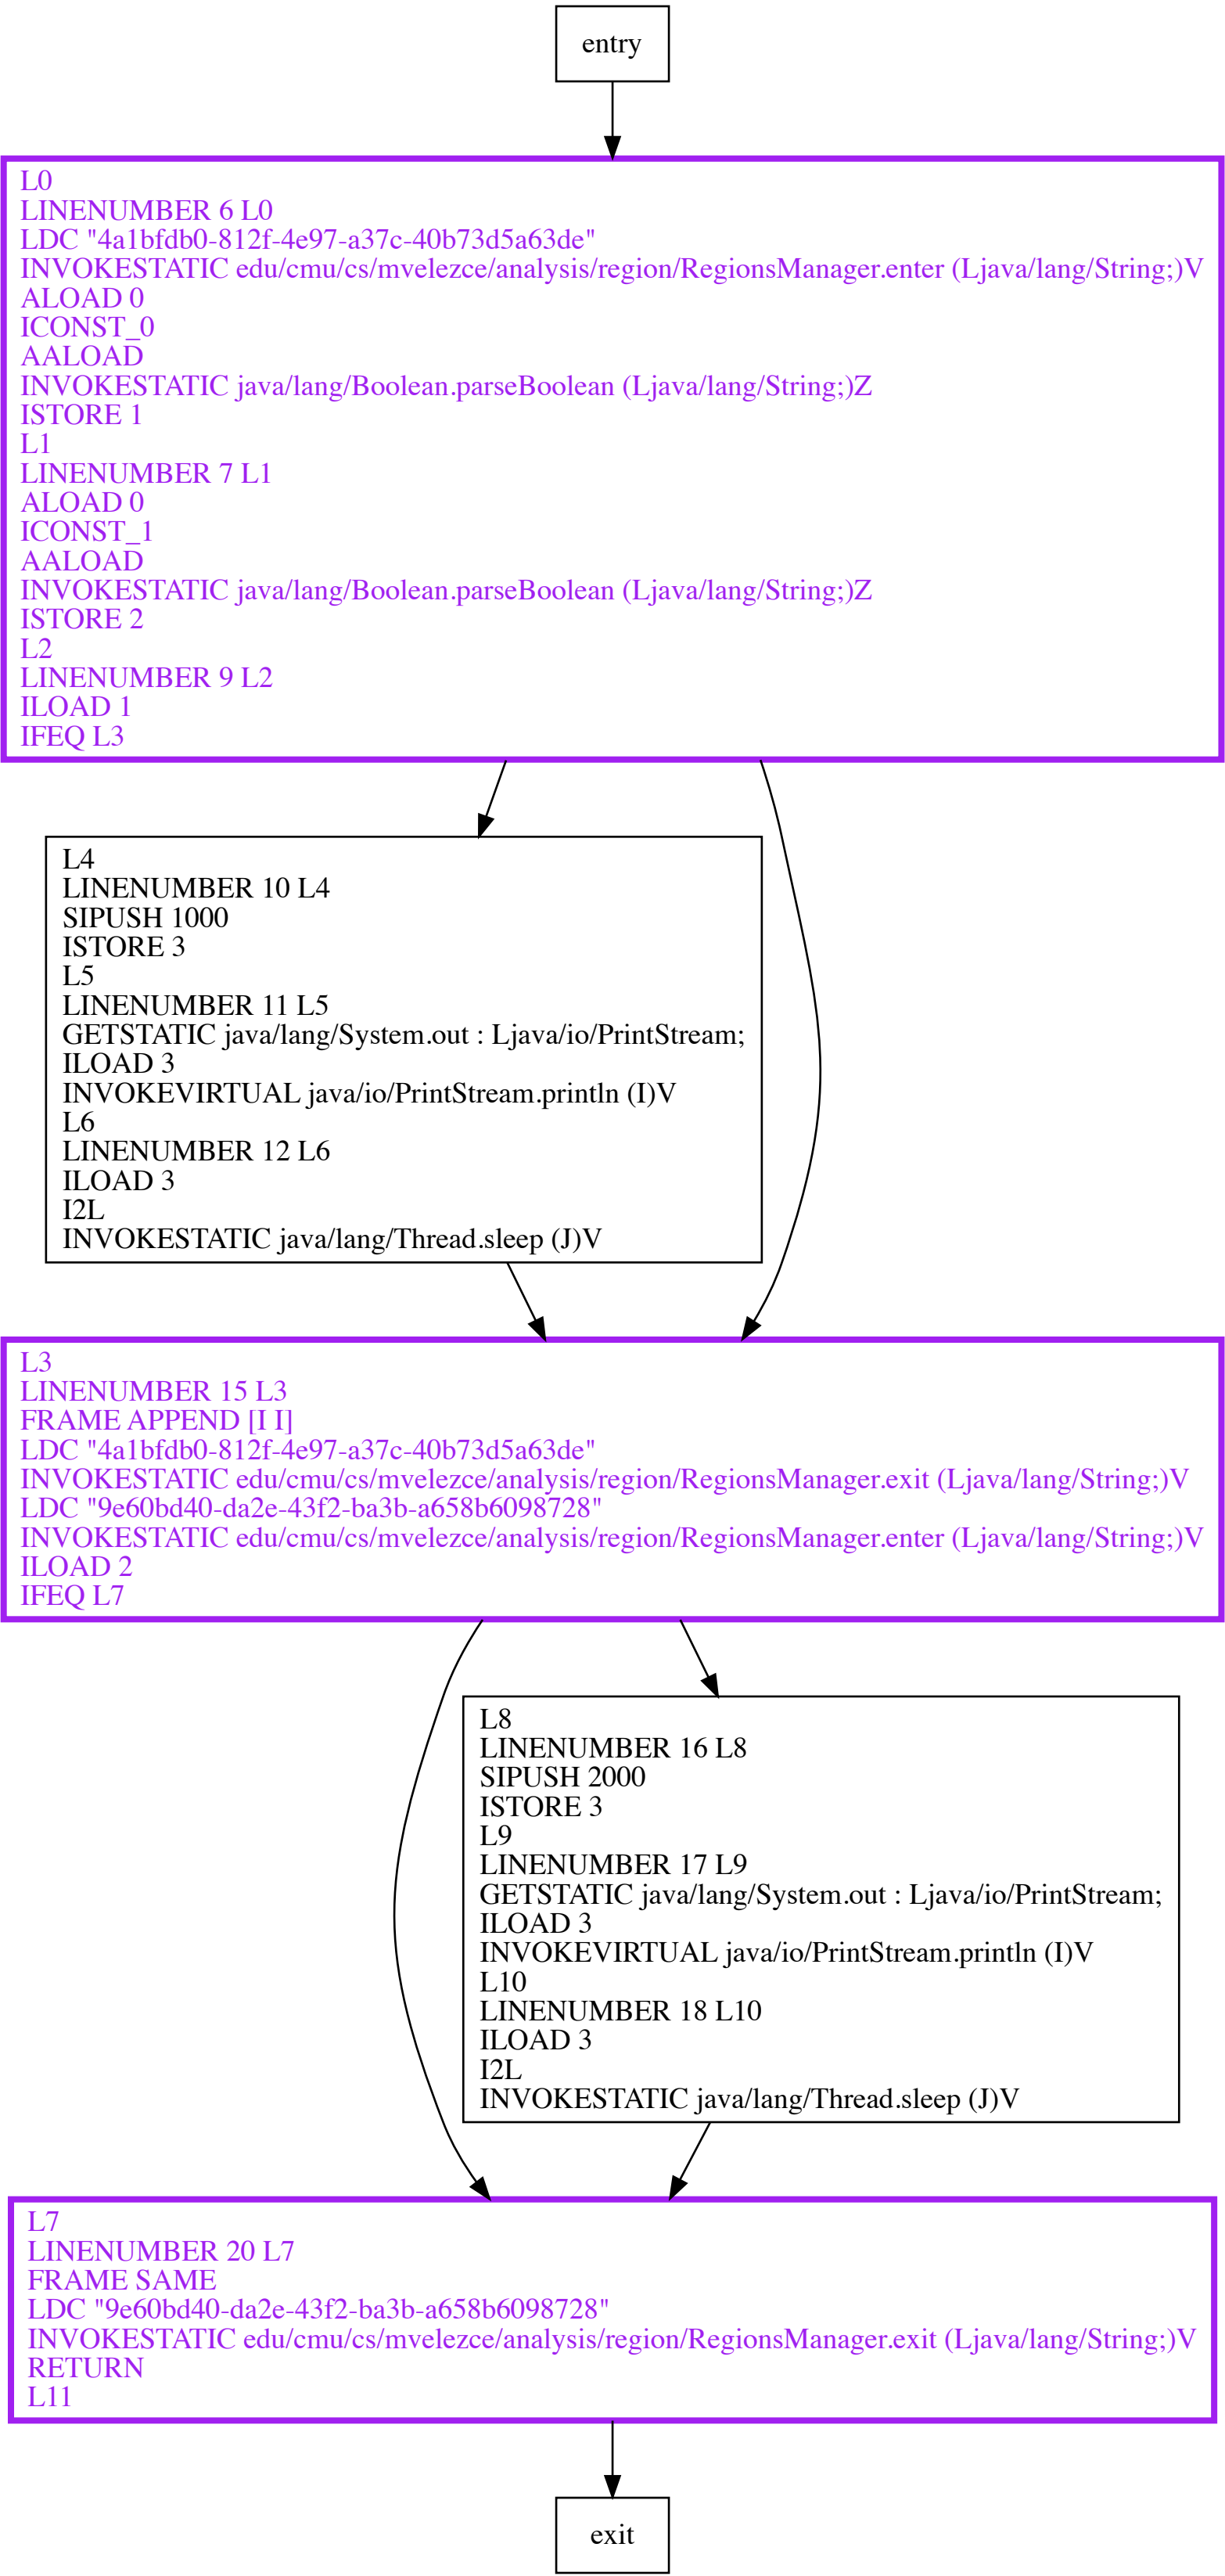 entry
L0
LINENUMBER 6 L0
LDC "4a1bfdb0-812f-4e97-a37c-40b73d5a63de"
INVOKESTATIC edu/cmu/cs/mvelezce/analysis/region/RegionsManager.enter (Ljava/lang/String;)V
ALOAD 0
ICONST_0
AALOAD
INVOKESTATIC java/lang/Boolean.parseBoolean (Ljava/lang/String;)Z
ISTORE 1
L1
LINENUMBER 7 L1
ALOAD 0
ICONST_1
AALOAD
INVOKESTATIC java/lang/Boolean.parseBoolean (Ljava/lang/String;)Z
ISTORE 2
L2
LINENUMBER 9 L2
ILOAD 1
IFEQ L3
L4
LINENUMBER 10 L4
SIPUSH 1000
ISTORE 3
L5
LINENUMBER 11 L5
GETSTATIC java/lang/System.out : Ljava/io/PrintStream;
ILOAD 3
INVOKEVIRTUAL java/io/PrintStream.println (I)V
L6
LINENUMBER 12 L6
ILOAD 3
I2L
INVOKESTATIC java/lang/Thread.sleep (J)V
L3
LINENUMBER 15 L3
FRAME APPEND [I I]
LDC "4a1bfdb0-812f-4e97-a37c-40b73d5a63de"
INVOKESTATIC edu/cmu/cs/mvelezce/analysis/region/RegionsManager.exit (Ljava/lang/String;)V
LDC "9e60bd40-da2e-43f2-ba3b-a658b6098728"
INVOKESTATIC edu/cmu/cs/mvelezce/analysis/region/RegionsManager.enter (Ljava/lang/String;)V
ILOAD 2
IFEQ L7
L8
LINENUMBER 16 L8
SIPUSH 2000
ISTORE 3
L9
LINENUMBER 17 L9
GETSTATIC java/lang/System.out : Ljava/io/PrintStream;
ILOAD 3
INVOKEVIRTUAL java/io/PrintStream.println (I)V
L10
LINENUMBER 18 L10
ILOAD 3
I2L
INVOKESTATIC java/lang/Thread.sleep (J)V
L7
LINENUMBER 20 L7
FRAME SAME
LDC "9e60bd40-da2e-43f2-ba3b-a658b6098728"
INVOKESTATIC edu/cmu/cs/mvelezce/analysis/region/RegionsManager.exit (Ljava/lang/String;)V
RETURN
L11
exit